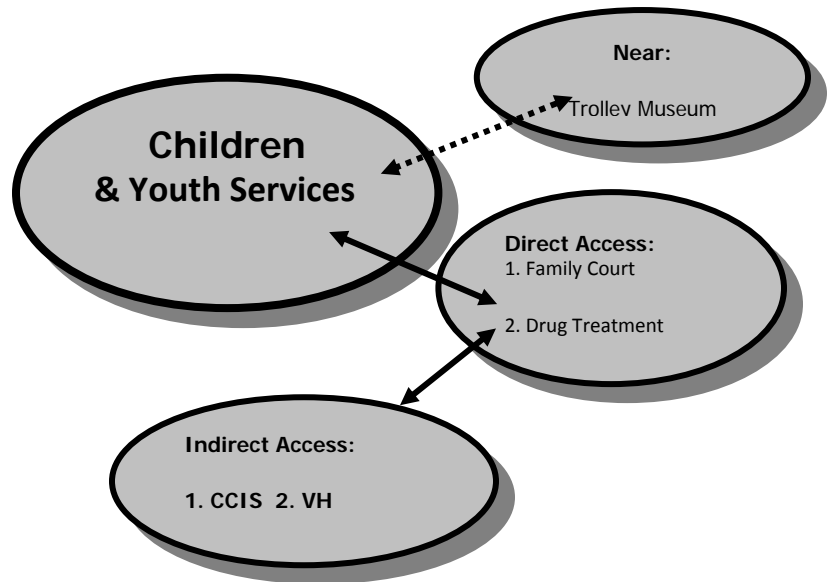 Near:
Trollev Museum
Children
& Youth Services
Direct Access:
1. Family Court
2. Drug Treatment
Indirect Access:
1. CCIS 2. VH